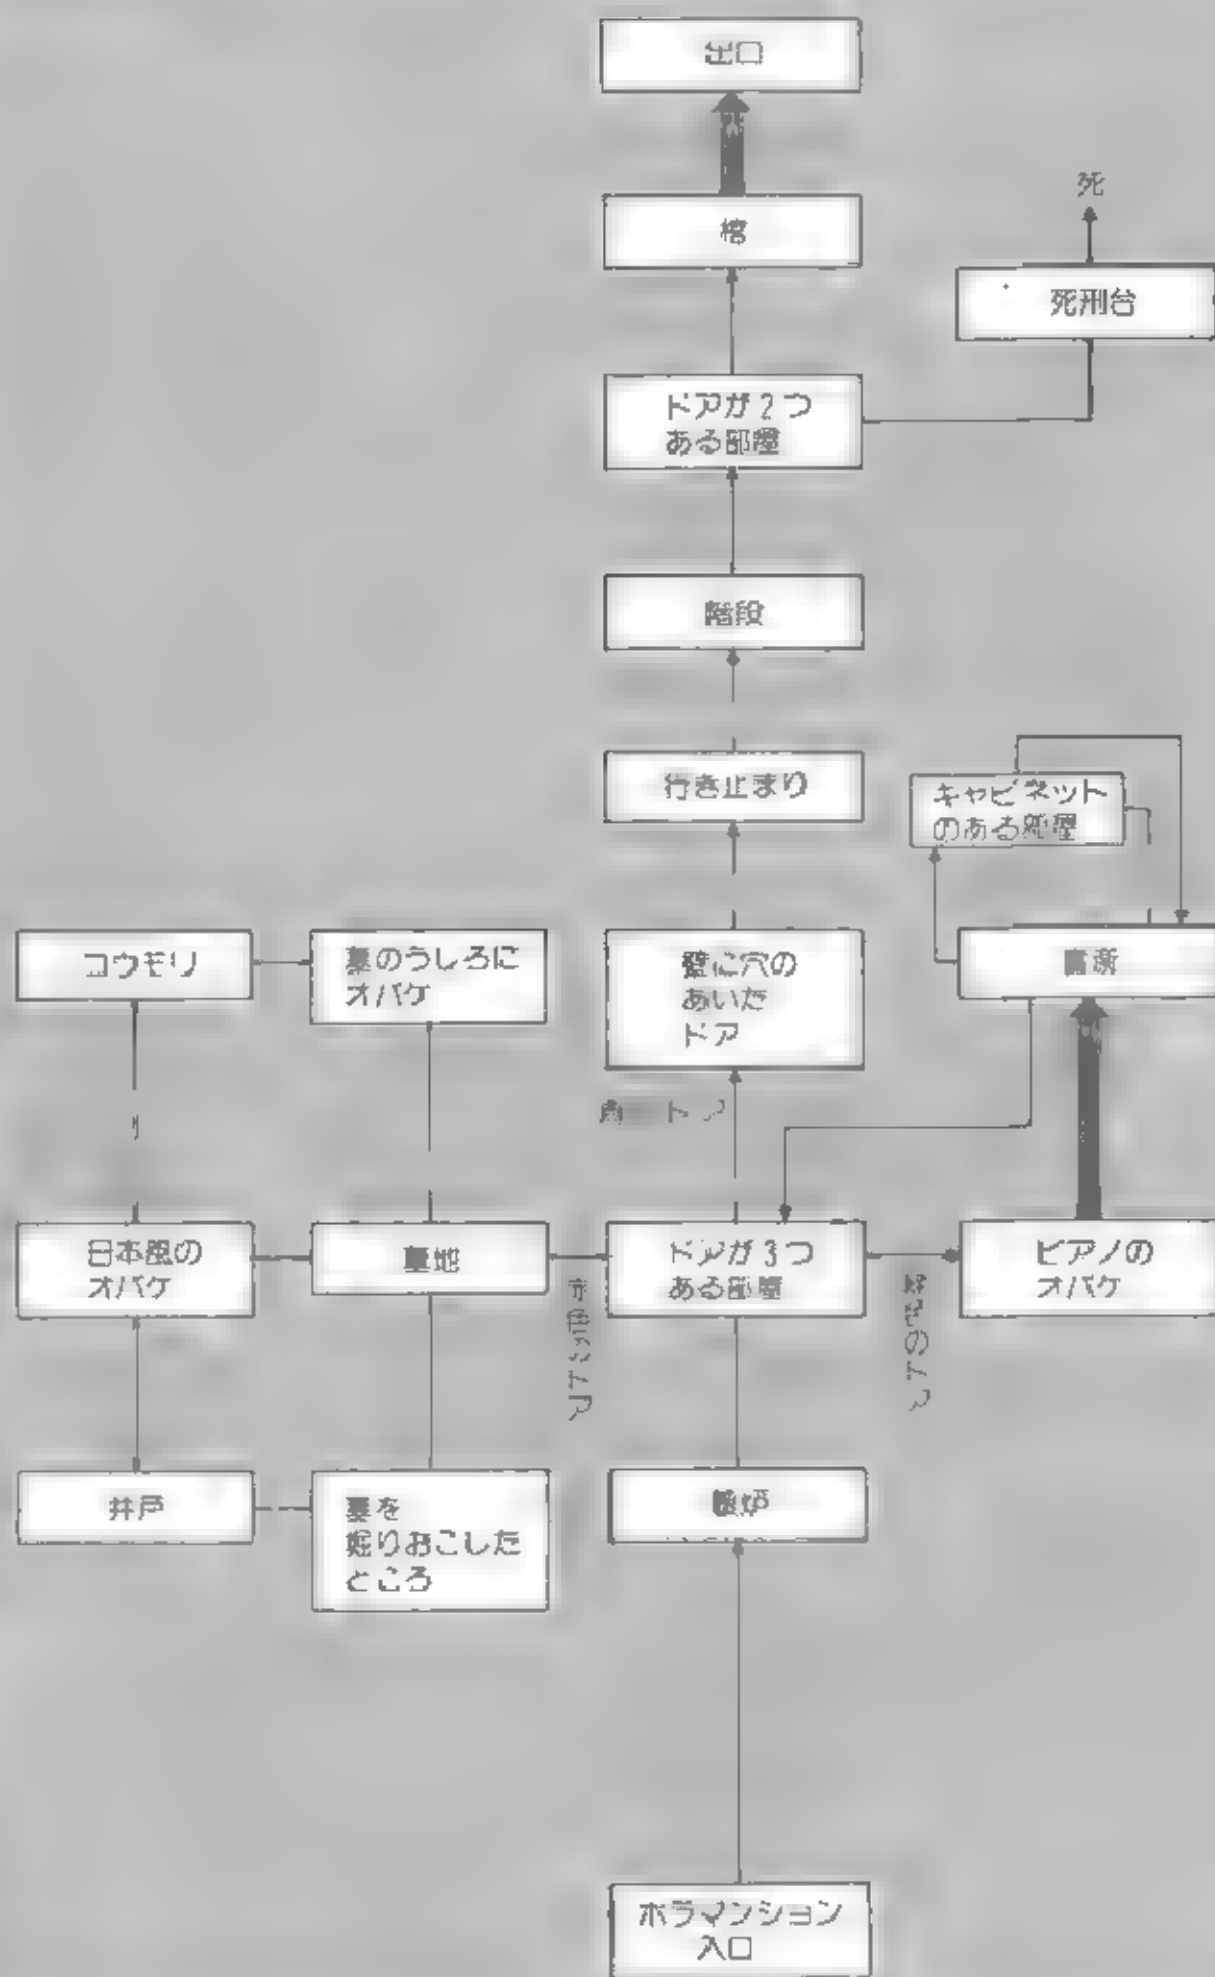 出口
棺
死
死刑台
ドアが2つ
ある部屋
階段
行き止まり
キャビネット
のある部屋
コウモリ
墓のうしろに
オバケ
壁に穴の
あいた
ドア
日本風の
オバケ
墓地
ドアが3つ
ある部屋
ピアノの
オバケ
井戸
墓を
掘りおこした
ところ
暖炉
ホラマンション
入口